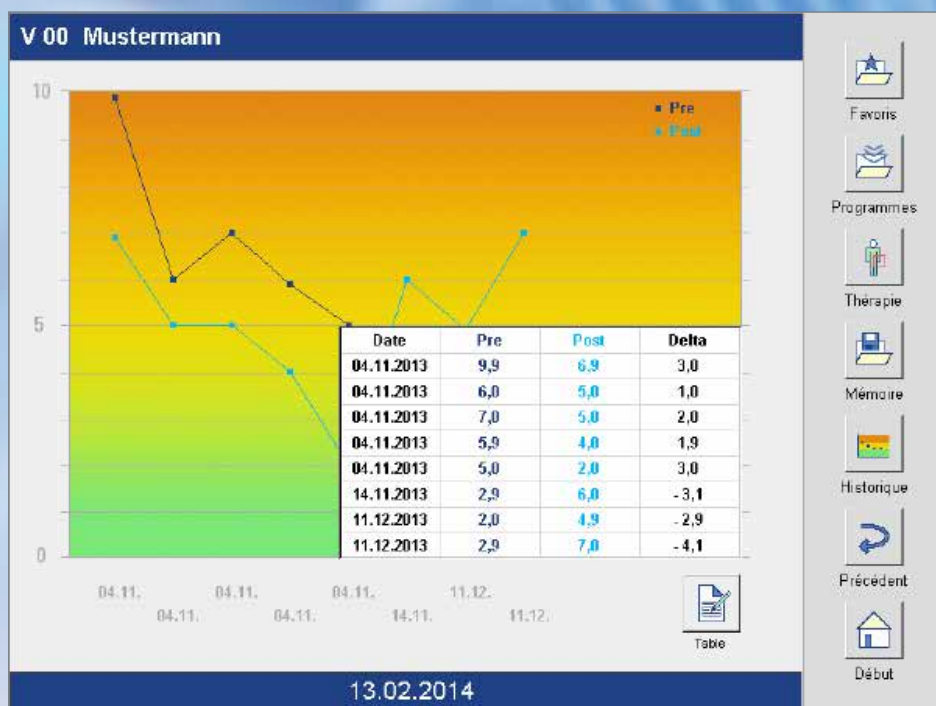 V 00 Mustermann
10
Pre
Post
5
0
Date Pre Post Delta
04.11.2013 9,9 6,9 3,0
04.11.2013 6,0 5,0 1,0
04.11.2013 7,0 5,0 2,0
04.11.2013 5,9 4,0 1,9
04.11.2013 5,0 2,0 3,0
14.11.2013 2,9 6,0 - 3,1
11.12.2013 2,0 4,9 - 2,9
11.12.2013 2,9 7,0 - 4,1
04.11. 04.11. 04.11. 11.12.
04.11. 04.11. 14.11. 11.12.
Table
13.02.2014
Favoris
Programmes
Thérapie
Mémoire
Historique
Précédent
Début